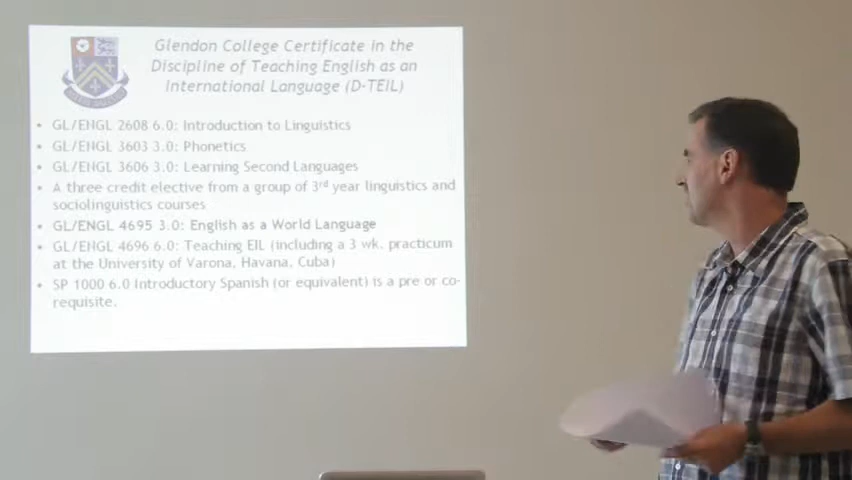 Glendon College Certificate in the
Discipline of Teaching English as an
International Language (D-TEIL)
• GL/ENGL 2608 6.0: Introduction to Linguistics
• GL/ENGL 3603 3.0: Phonetics
• GL/ENGL 3606 3.0: Learning Second Languages
• A three credit elective from a group of 3rd year linguistics and
sociolinguistics courses
• GL/ENGL 4695 3.0: English as a World Language
• GL/ENGL 4696 6.0: Teaching EIL (including a 3 wk. practicum
at the University of Varona, Havana, Cuba)
• SP 1000 6.0 Introductory Spanish (or equivalent) is a pre or co-
requisite.